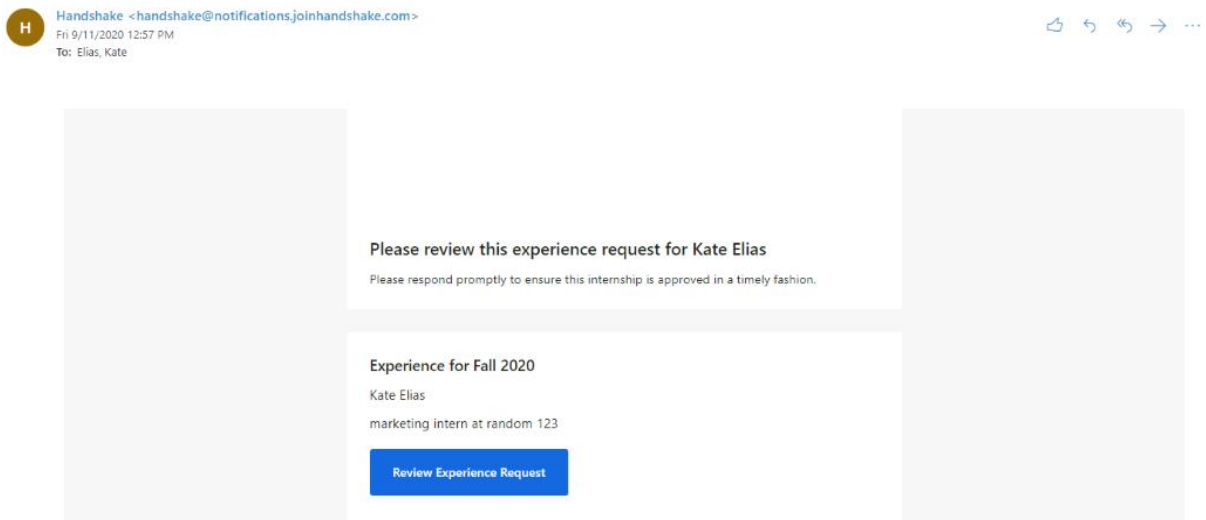 H
Handshake <handshake@notifications.joinhandshake.com>
Fri 9/11/2020 12:57 PM
To: Elias, Kate
Please review this experience request for Kate Elias
Please respond promptly to ensure this internship is approved in a timely fashion.
Experience for Fall 2020
Kate Elias
marketing intern at random 123
Review Experience Request